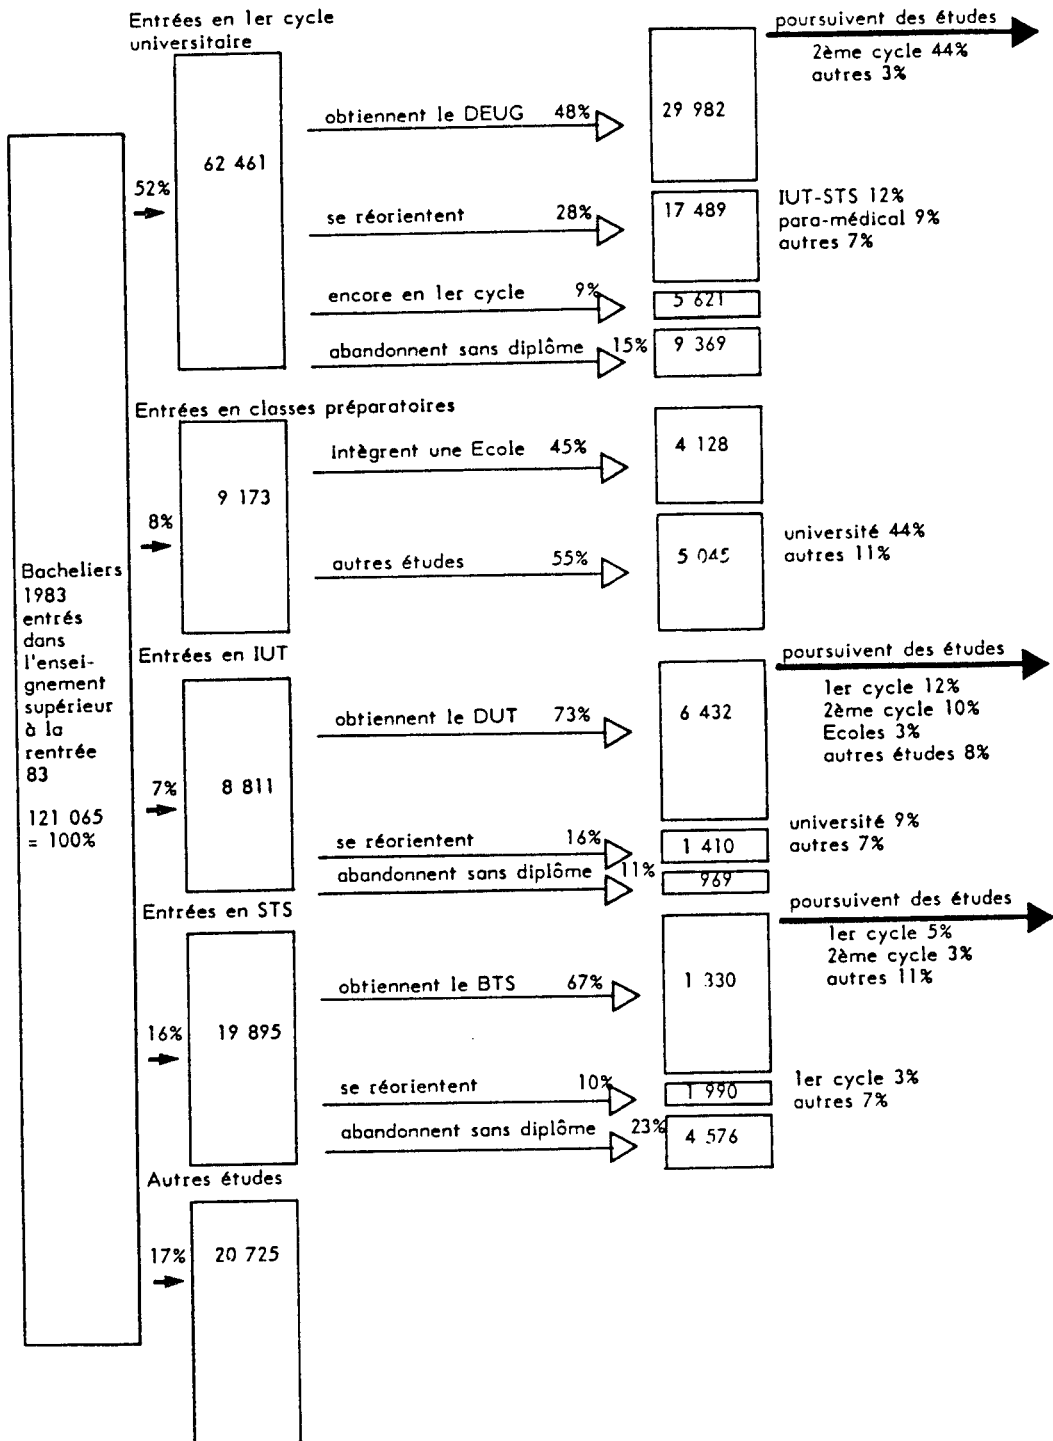 Entrées en 1er cycle
universitaire
52%
62 461
obtiennent le DEUG 48%
29 982
poursuivent des études
2ème cycle 44%
autres 3%
se réorientent 28%
17 489
IUT-STS 12%
para-médical 9%
autres 7%
encore en 1er cycle 9%
5 621
abandonnent sans diplôme 15%
9 369
Entrées en classes préparatoires
8%
9 173
intègrent une Ecole 45%
4 128
autres études 55%
5 045
université 44%
autres 11%
Bacheliers
1983
entrés
dans
l'ensei-
gnement
supérieur
à la
rentrée
83
121 065
= 100%
Entrées en IUT
7%
8 811
obtiennent le DUT 73%
6 432
poursuivent des études
1er cycle 12%
2ème cycle 10%
Ecoles 3%
autres études 8%
se réorientent 16%
1 410
université 9%
autres 7%
abandonnent sans diplôme 11%
969
Entrées en STS
16%
19 895
obtiennent le BTS 67%
1 330
poursuivent des études
1er cycle 5%
2ème cycle 3%
autres 11%
se réorientent 10%
1 990
1er cycle 3%
autres 7%
abandonnent sans diplôme 23%
4 576
Autres études
17%
20 725